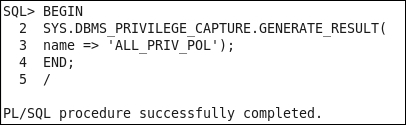 SQL> BEGIN
  2  SYS.DBMS_PRIVILEGE_CAPTURE.GENERATE_RESULT(
  3  name => 'ALL_PRIV_POL');
  4  END;
  5  /
PL/SQL procedure successfully completed.